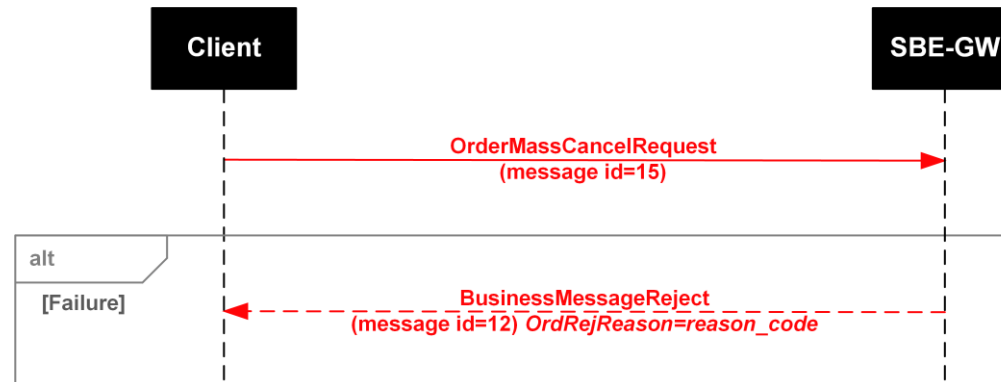 Client
SBE-GW
OrderMassCancelRequest
(message id=15)
alt
[Failure]
BusinessMessageReject
(message id=12) OrdRejReason=reason_code